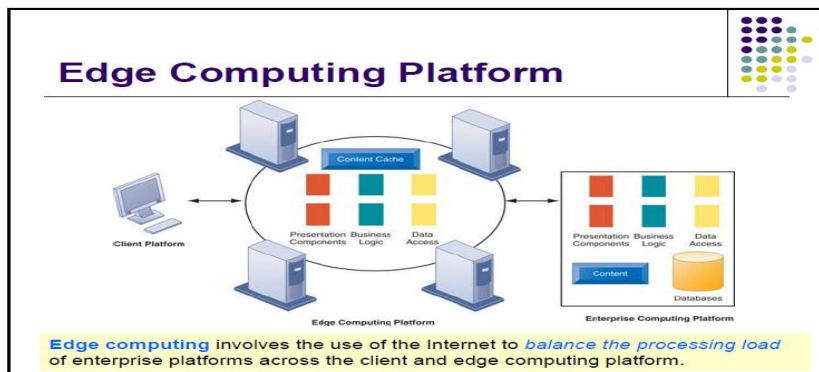 Edge Computing Platform
Content Cache
Presentation
Components
Business
Logic
Data
Access
Client Platform
Edge Computing Platform
Presentation
Components
Business
Logic
Data
Access
Content
Databases
Enterprise Computing Platform
Edge computing involves the use of the Internet to balance the processing load
of enterprise platforms across the client and edge computing platform.